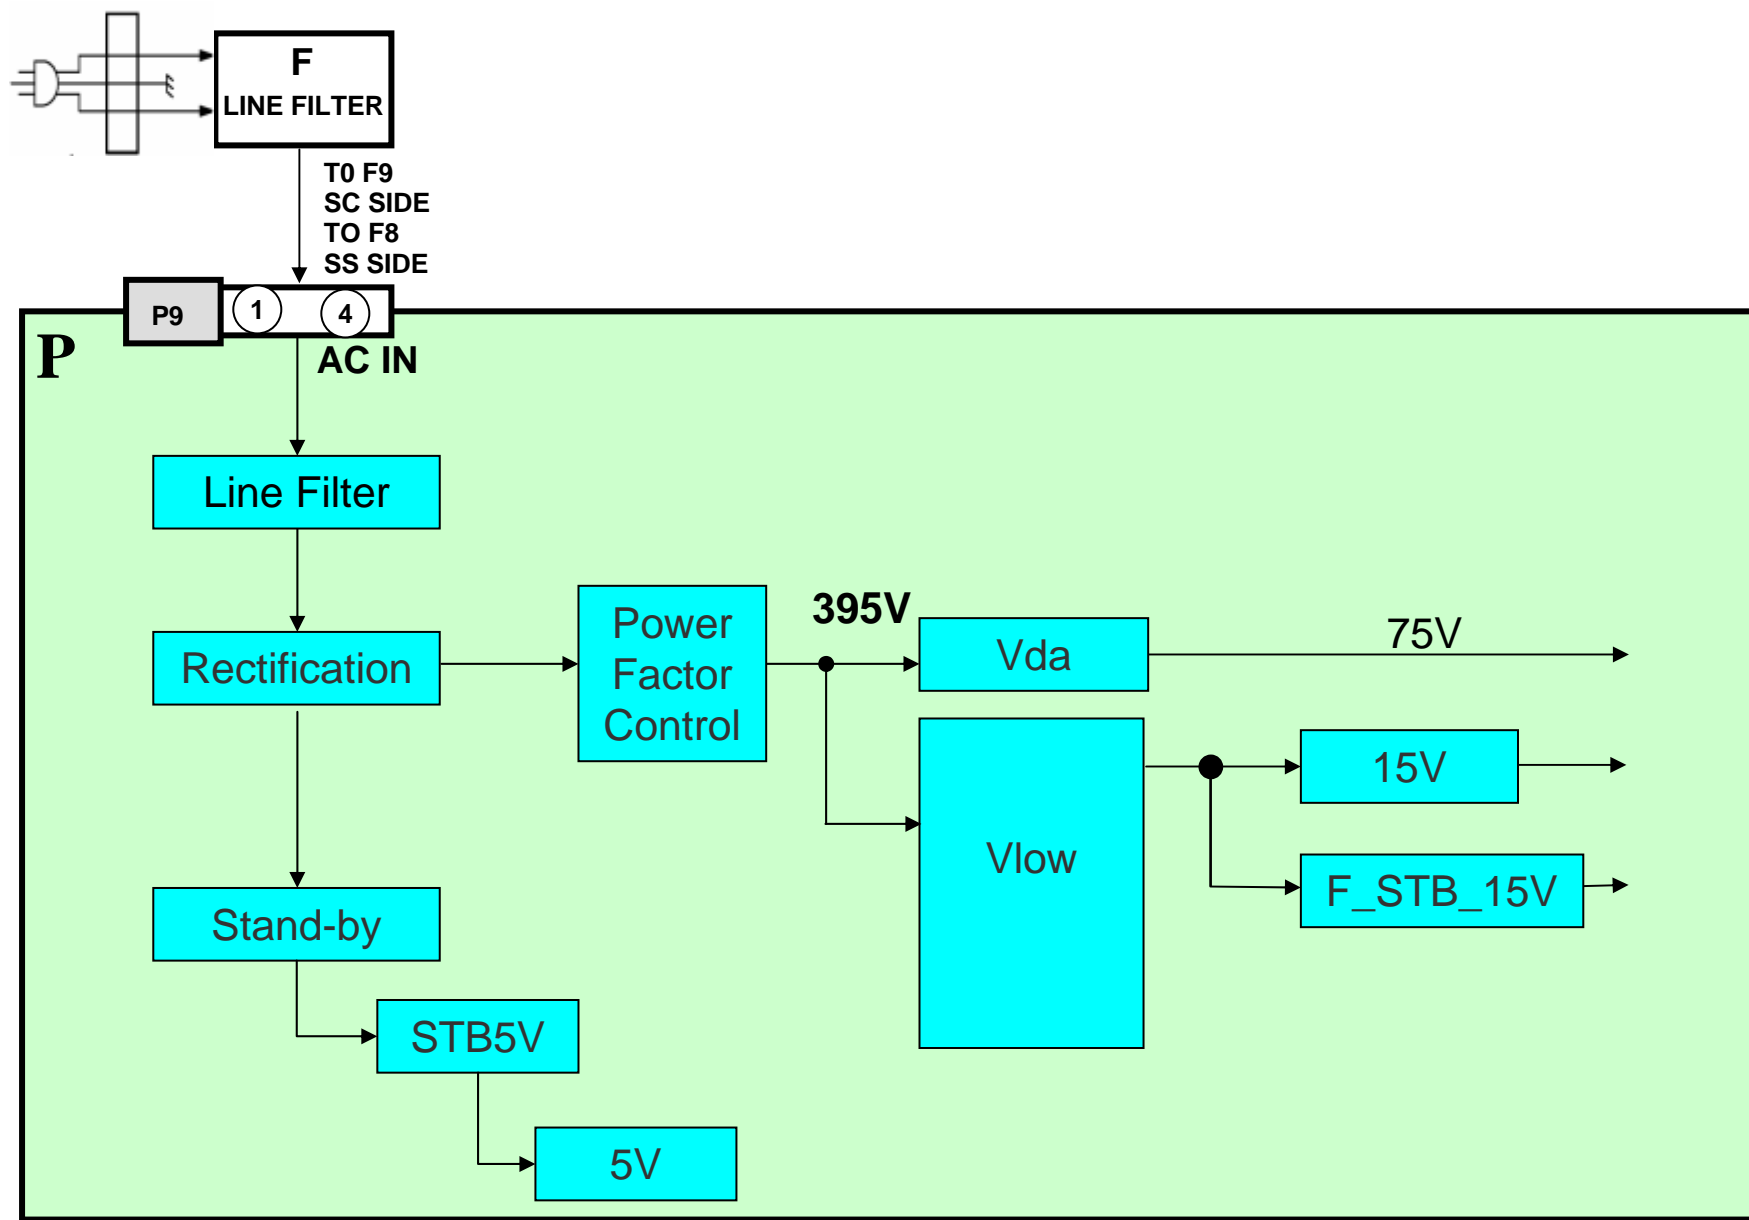 F
LINE FILTER
T0 F9
SC SIDE
TO F8
SS SIDE
P9
1
4
P
AC IN
Line Filter
Rectification
Power
Factor
Control
395V
Vda
75V
Vlow
15V
F_STB_15V
Stand-by
STB5V
5V